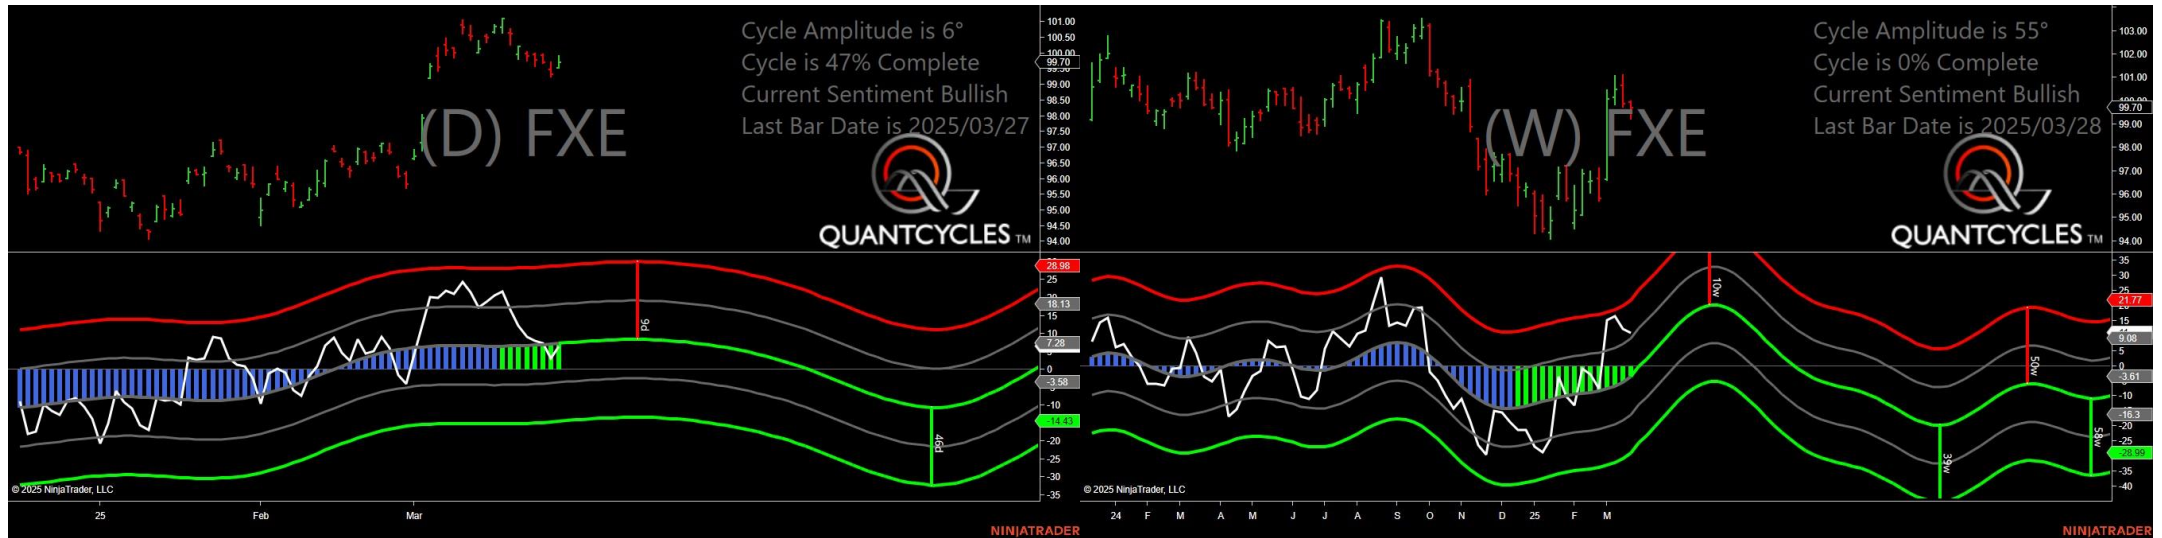 Cycle Amplitude is 6°
Cycle is 47% Complete
Current Sentiment Bullish
Last Bar Date is 2025/03/27
(D) FXE
QUANTCYCLES TM
101.00
100.50
100.00
99.70
99.00
98.50
98.00
97.50
97.00
96.50
96.00
95.50
95.00
94.50
94.00
28.98
25
18.13
15
10
7.28
0
-3.58
-10
-14.43
-20
-25
-30
-35
9d
46d
© 2025 NinjaTrader, LLC
25 Feb Mar
NINJATRADER
Cycle Amplitude is 55°
Cycle is 0% Complete
Current Sentiment Bullish
Last Bar Date is 2025/03/28
(W) FXE
QUANTCYCLES TM
103.00
102.00
101.00
99.70
99.00
98.00
97.00
96.00
95.00
94.00
35
30
25
21.77
15
9.08
5
0
-3.61
-10
-16.3
-20
-28.99
-35
-40
10w
39w
50w
58w
© 2025 NinjaTrader, LLC
24 F M A M J J A S O N D 25 F M
NINJATRADER